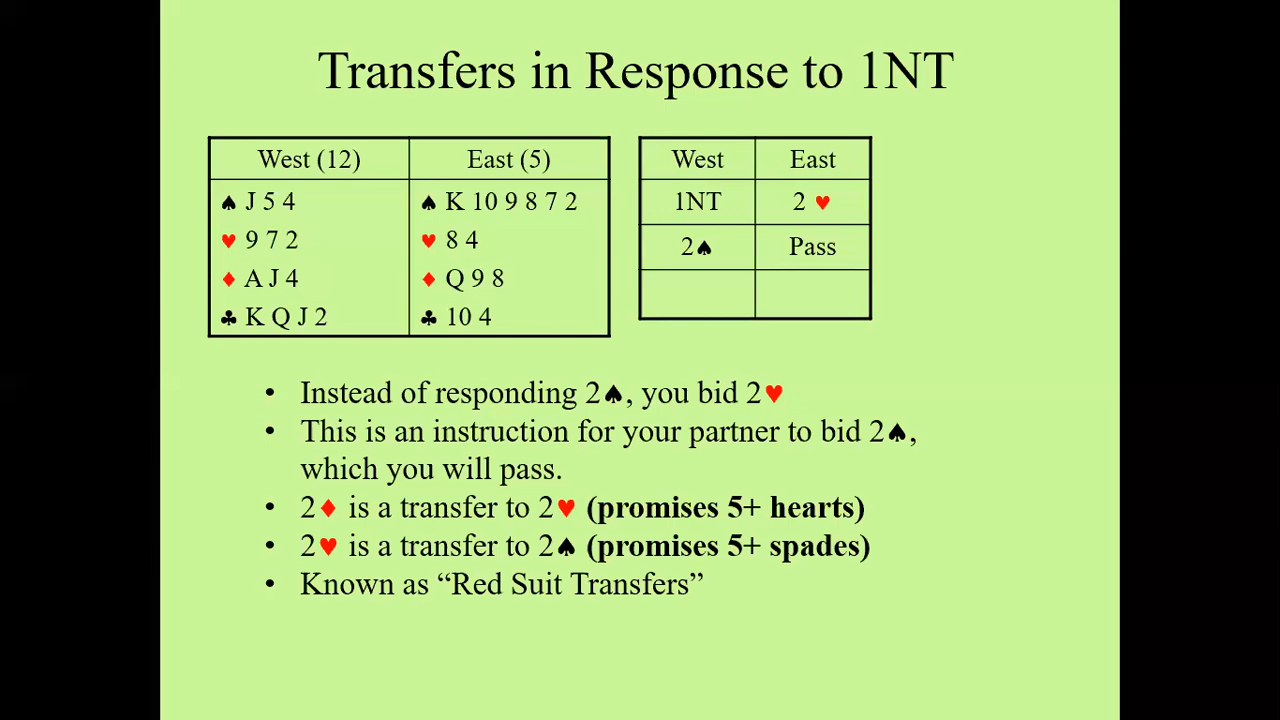 Transfers in Response to 1NT
West (12) East (5)
♠ J 5 4 ♠ K 10 9 8 7 2
♥ 9 7 2 ♥ 8 4
♦ A J 4 ♦ Q 9 8
♣ K Q J 2 ♣ 10 4
West East
1NT 2 ♥
2♠ Pass
• Instead of responding 2♠, you bid 2♥
• This is an instruction for your partner to bid 2♠,
which you will pass.
• 2♦ is a transfer to 2♥ (promises 5+ hearts)
• 2♥ is a transfer to 2♠ (promises 5+ spades)
• Known as “Red Suit Transfers”